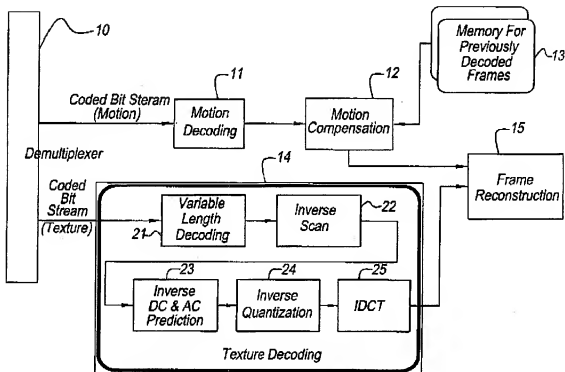 10
Memory For
Previously
Decoded
Frames
13
11
12
Coded Bit Steram
(Motion)
Motion
Decoding
Motion
Compensation
15
Demultiplexer
14
Frame
Reconstruction
Coded
Bit
Stream
(Texture)
Variable
Length
Decoding
21
Inverse
Scan
22
23
24
25
Inverse
DC & AC
Prediction
Inverse
Quantization
IDCT
Texture Decoding